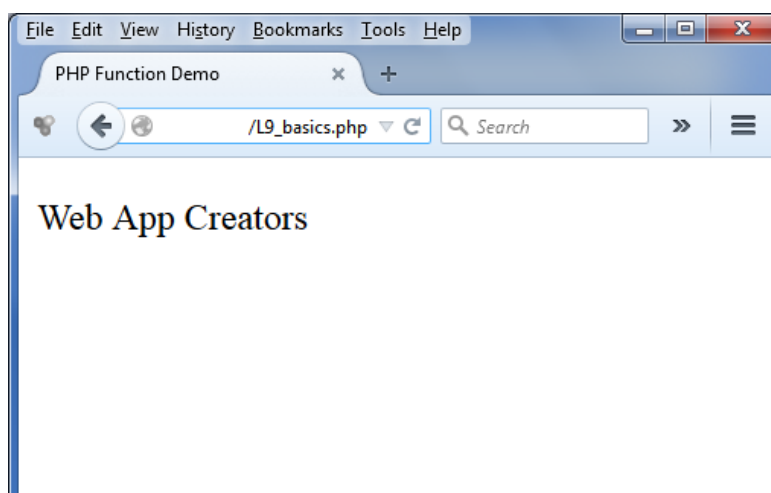 File Edit View History Bookmarks Tools Help
PHP Function Demo
/L9_basics.php Search
Web App Creators